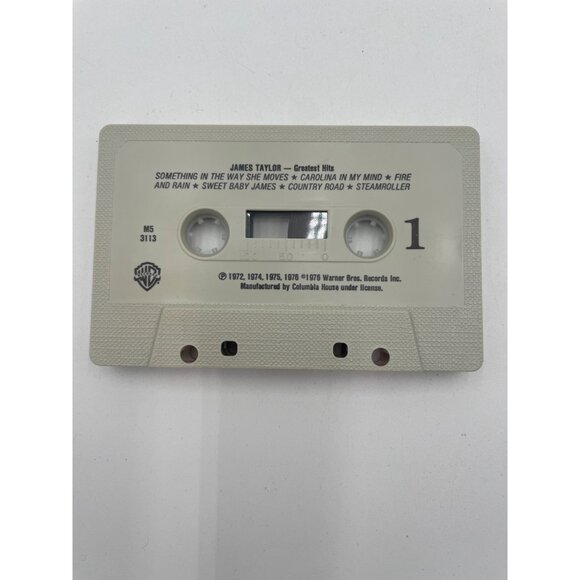 JAMES TAYLOR — Greatest Hits
SOMETHING IN THE WAY SHE MOVES ★ CAROLINA IN MY MIND ★ FIRE
AND RAIN ★ SWEET BABY JAMES ★ COUNTRY ROAD ★ STEAMROLLER
M5
3113
1
50 0
℗ 1972, 1974, 1975, 1976 ©1976 Warner Bros. Records Inc.
Manufactured by Columbia House under license.